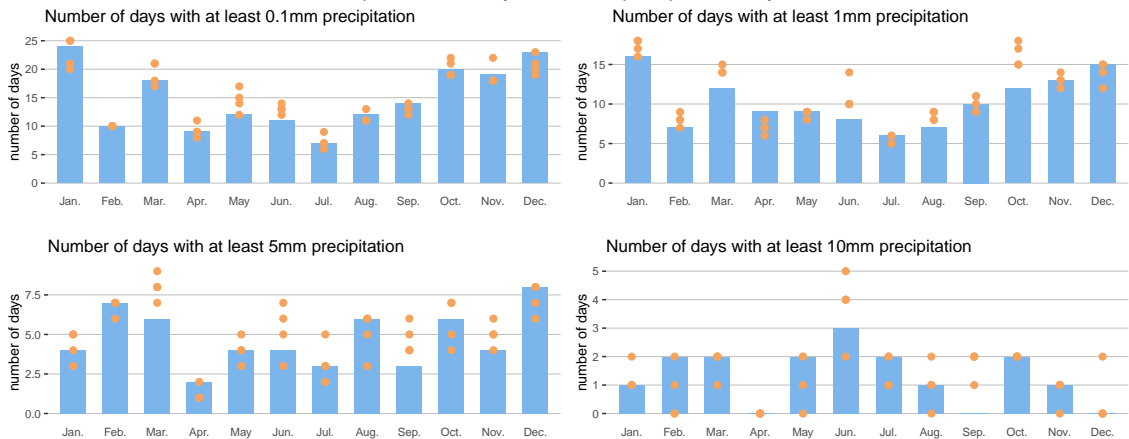 Number of days with at least 0.1mm precipitation
number of days
25
20
15
10
5
0
Jan. Feb. Mar. Apr. May Jun. Jul. Aug. Sep. Oct. Nov. Dec.
Number of days with at least 1mm precipitation
number of days
15
10
5
0
Jan. Feb. Mar. Apr. May Jun. Jul. Aug. Sep. Oct. Nov. Dec.
Number of days with at least 5mm precipitation
number of days
7.5
5.0
2.5
0.0
Jan. Feb. Mar. Apr. May Jun. Jul. Aug. Sep. Oct. Nov. Dec.
Number of days with at least 10mm precipitation
number of days
5
4
3
2
1
0
Jan. Feb. Mar. Apr. May Jun. Jul. Aug. Sep. Oct. Nov. Dec.